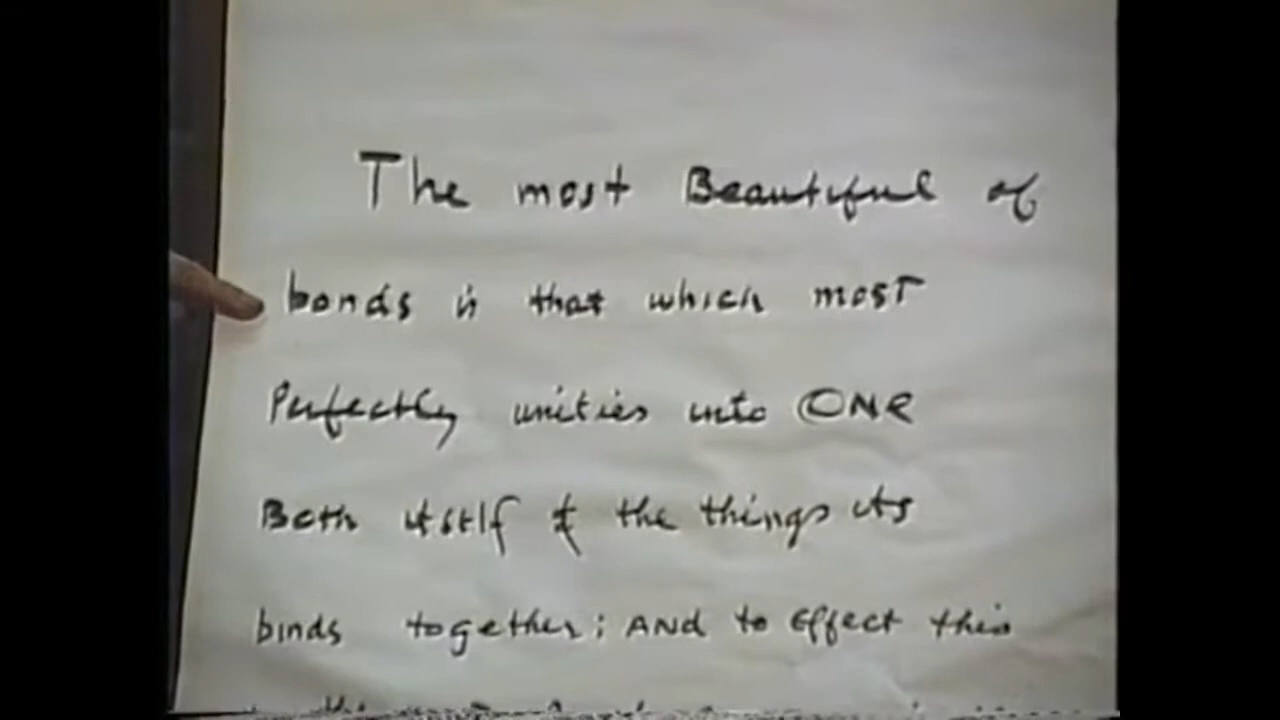 The most Beautiful of
bonds is that which most
Perfectly unities into ONE
Both itself & the things its
binds together; AND to Effect this